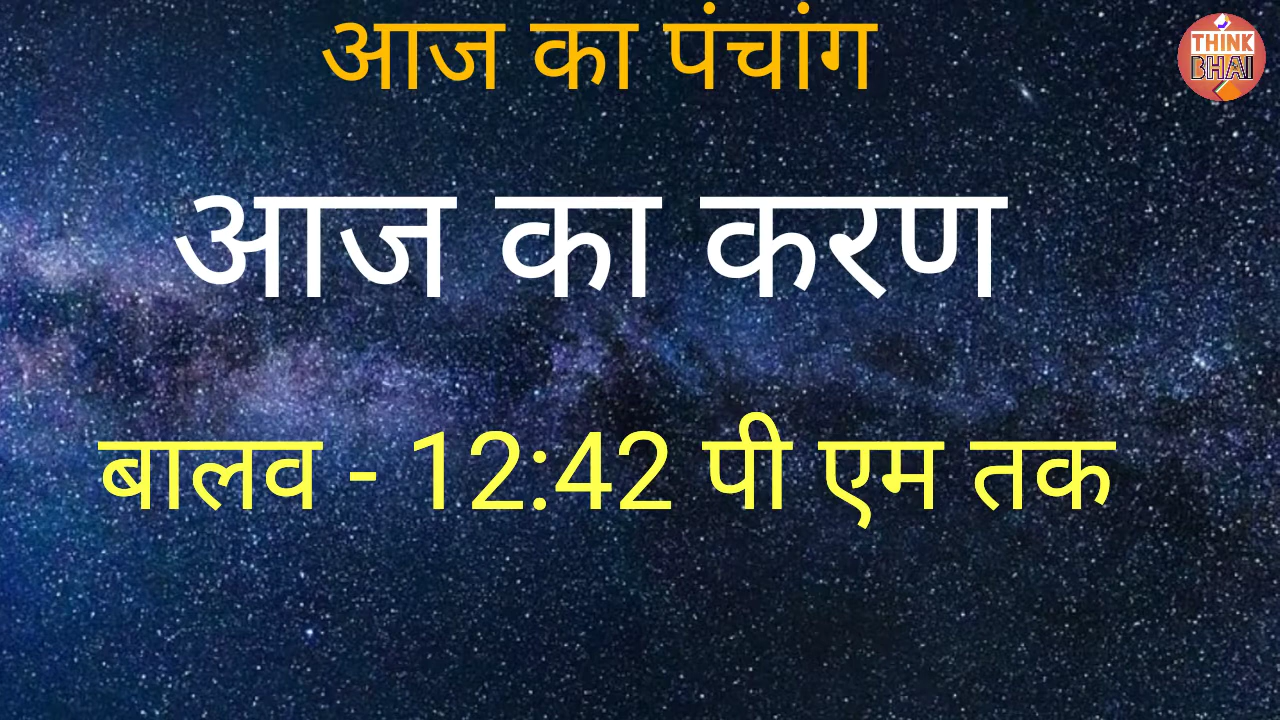 आज का पंचांग
THINK
BHAI
आज का करण
बालव - 12:42 पी एम तक